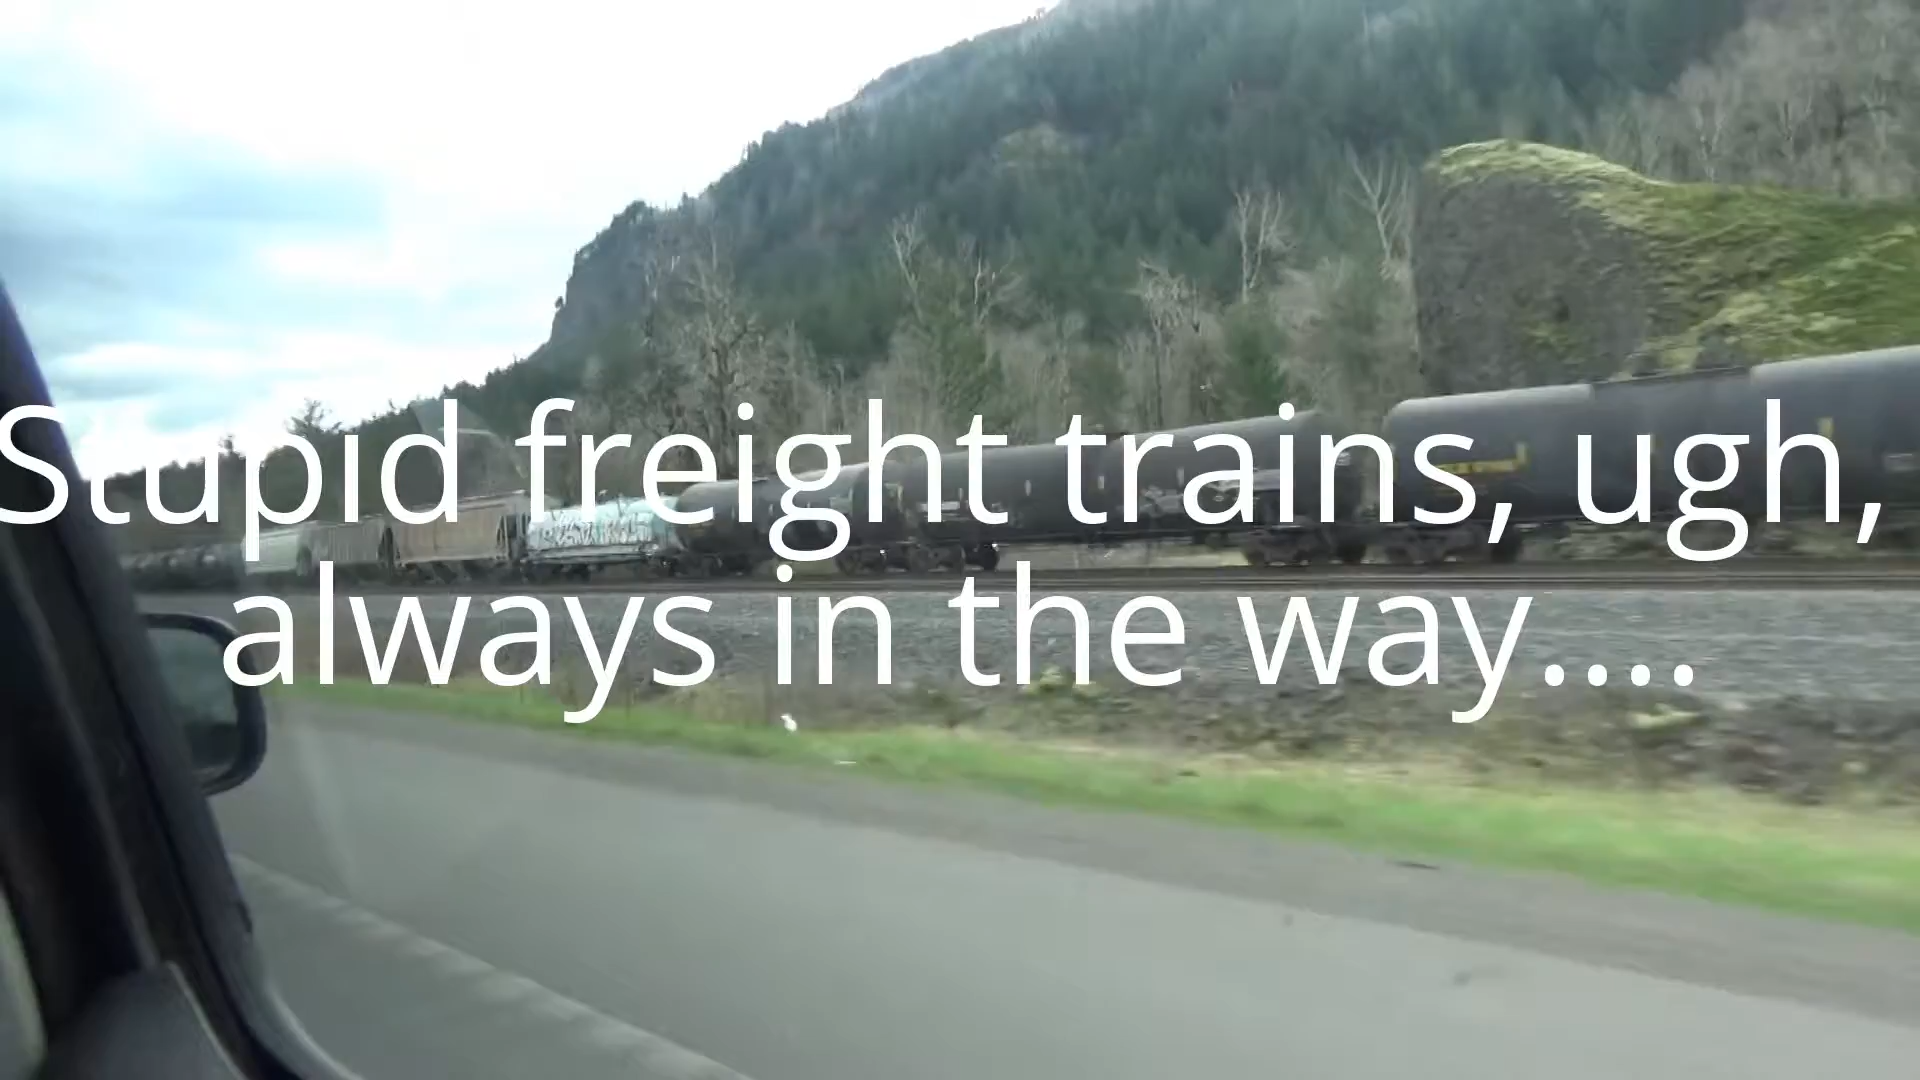 Stupid freight trains, ugh,
always in the way....